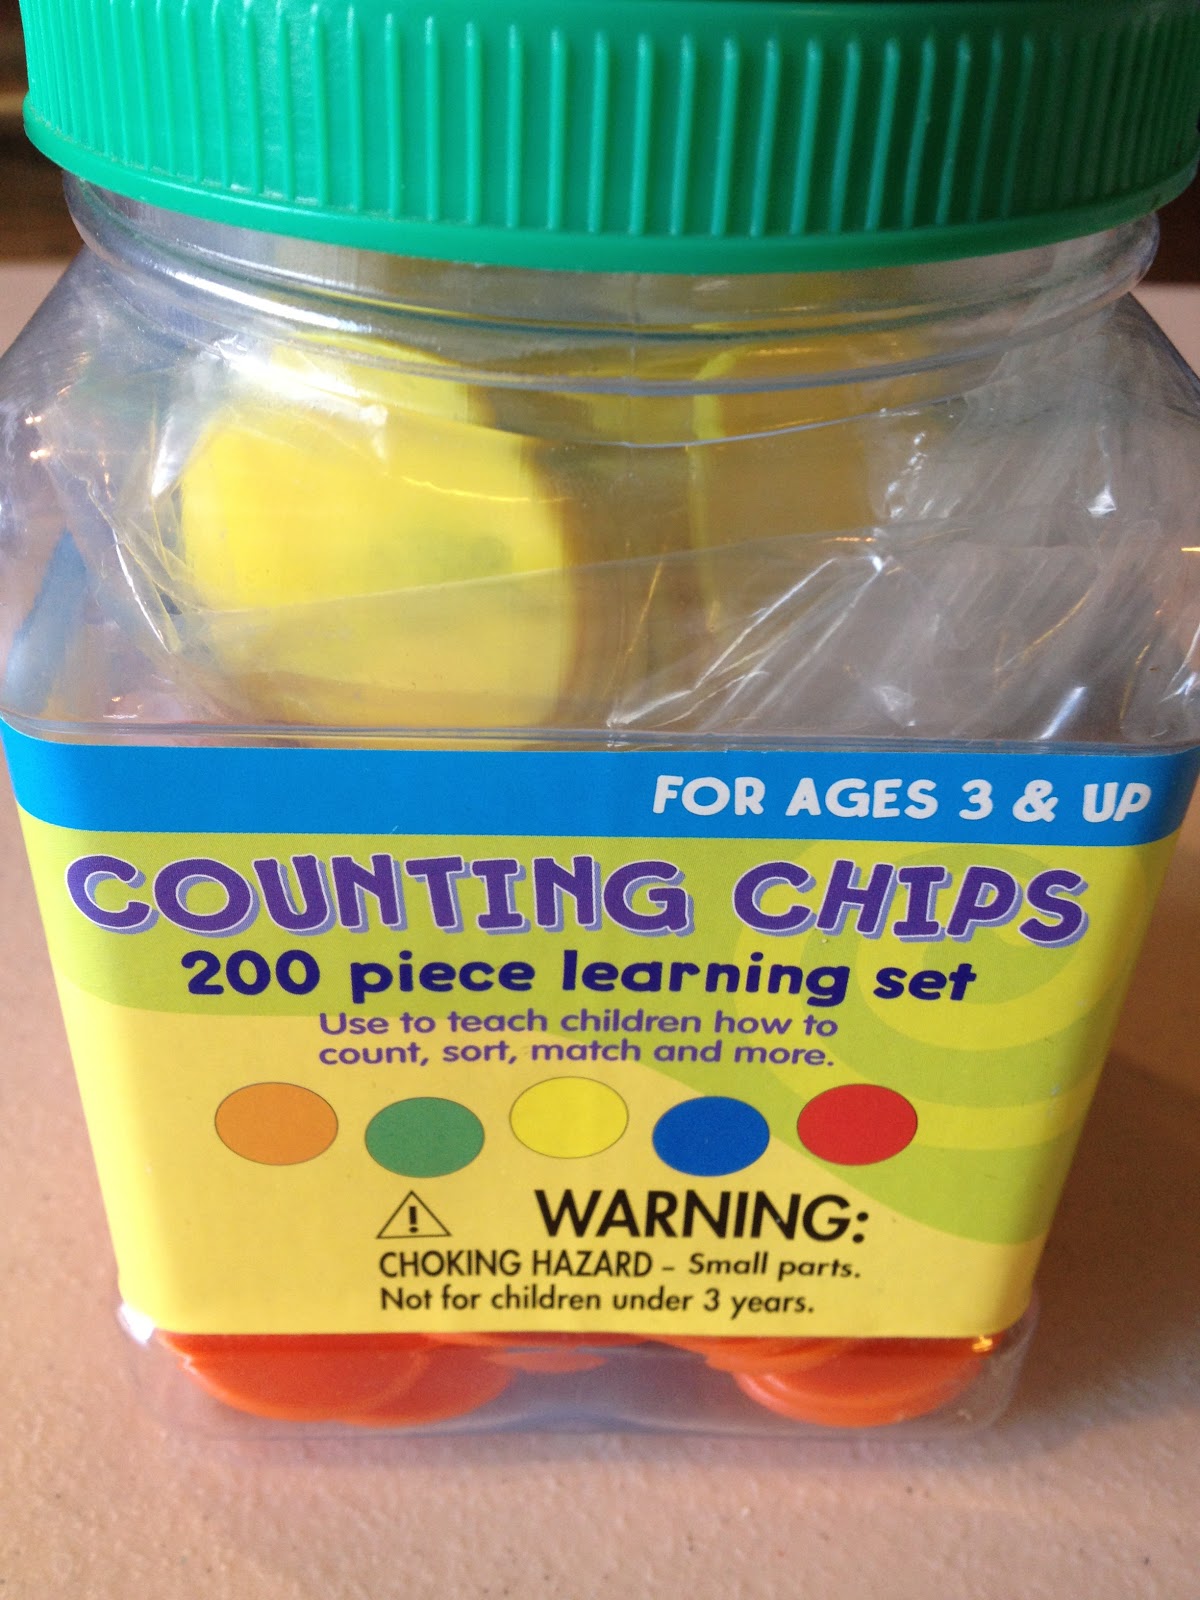 FOR AGES 3 & UP
COUNTING CHIPS
200 piece learning set
Use to teach children how to
count, sort, match and more.
WARNING:
CHOKING HAZARD – Small parts.
Not for children under 3 years.